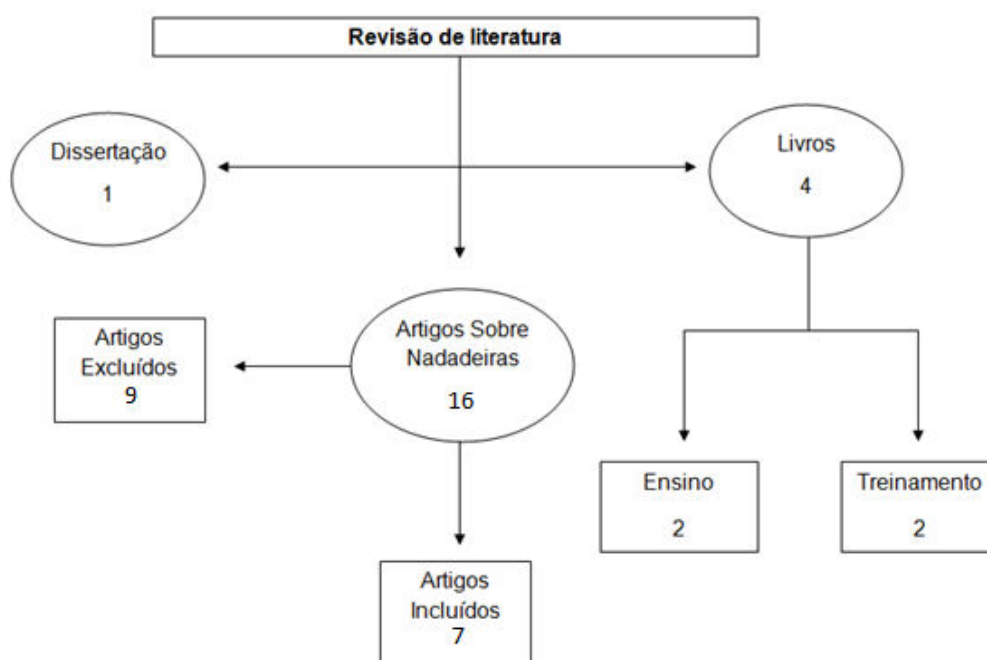 Revisão de literatura
Dissertação
1
Livros
4
Artigos Sobre
Nadadeiras
16
Artigos
Excluídos
9
Ensino
2
Treinamento
2
Artigos
Incluídos
7